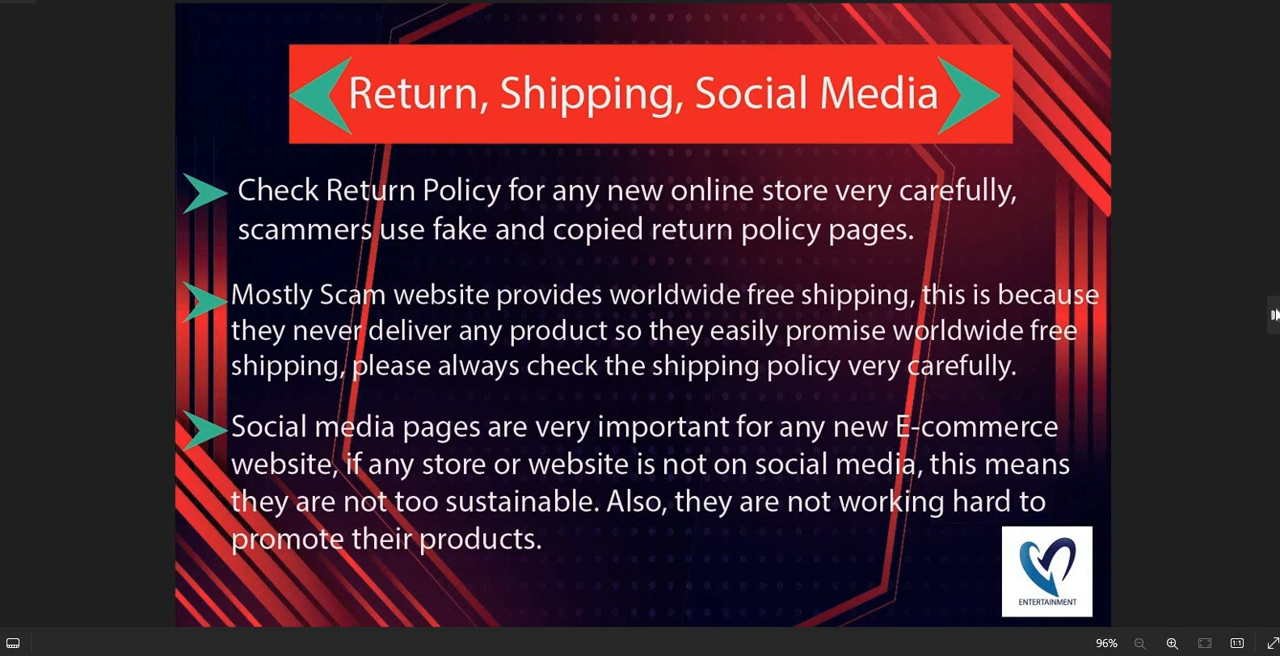 Return, Shipping, Social Media
Check Return Policy for any new online store very carefully,
scammers use fake and copied return policy pages.
Mostly Scam website provides worldwide free shipping, this is because
they never deliver any product so they easily promise worldwide free
shipping, please always check the shipping policy very carefully.
Social media pages are very important for any new E-commerce
website, if any store or website is not on social media, this means
they are not too sustainable. Also, they are not working hard to
promote their products.
ENTERTAINMENT
96%
1:1